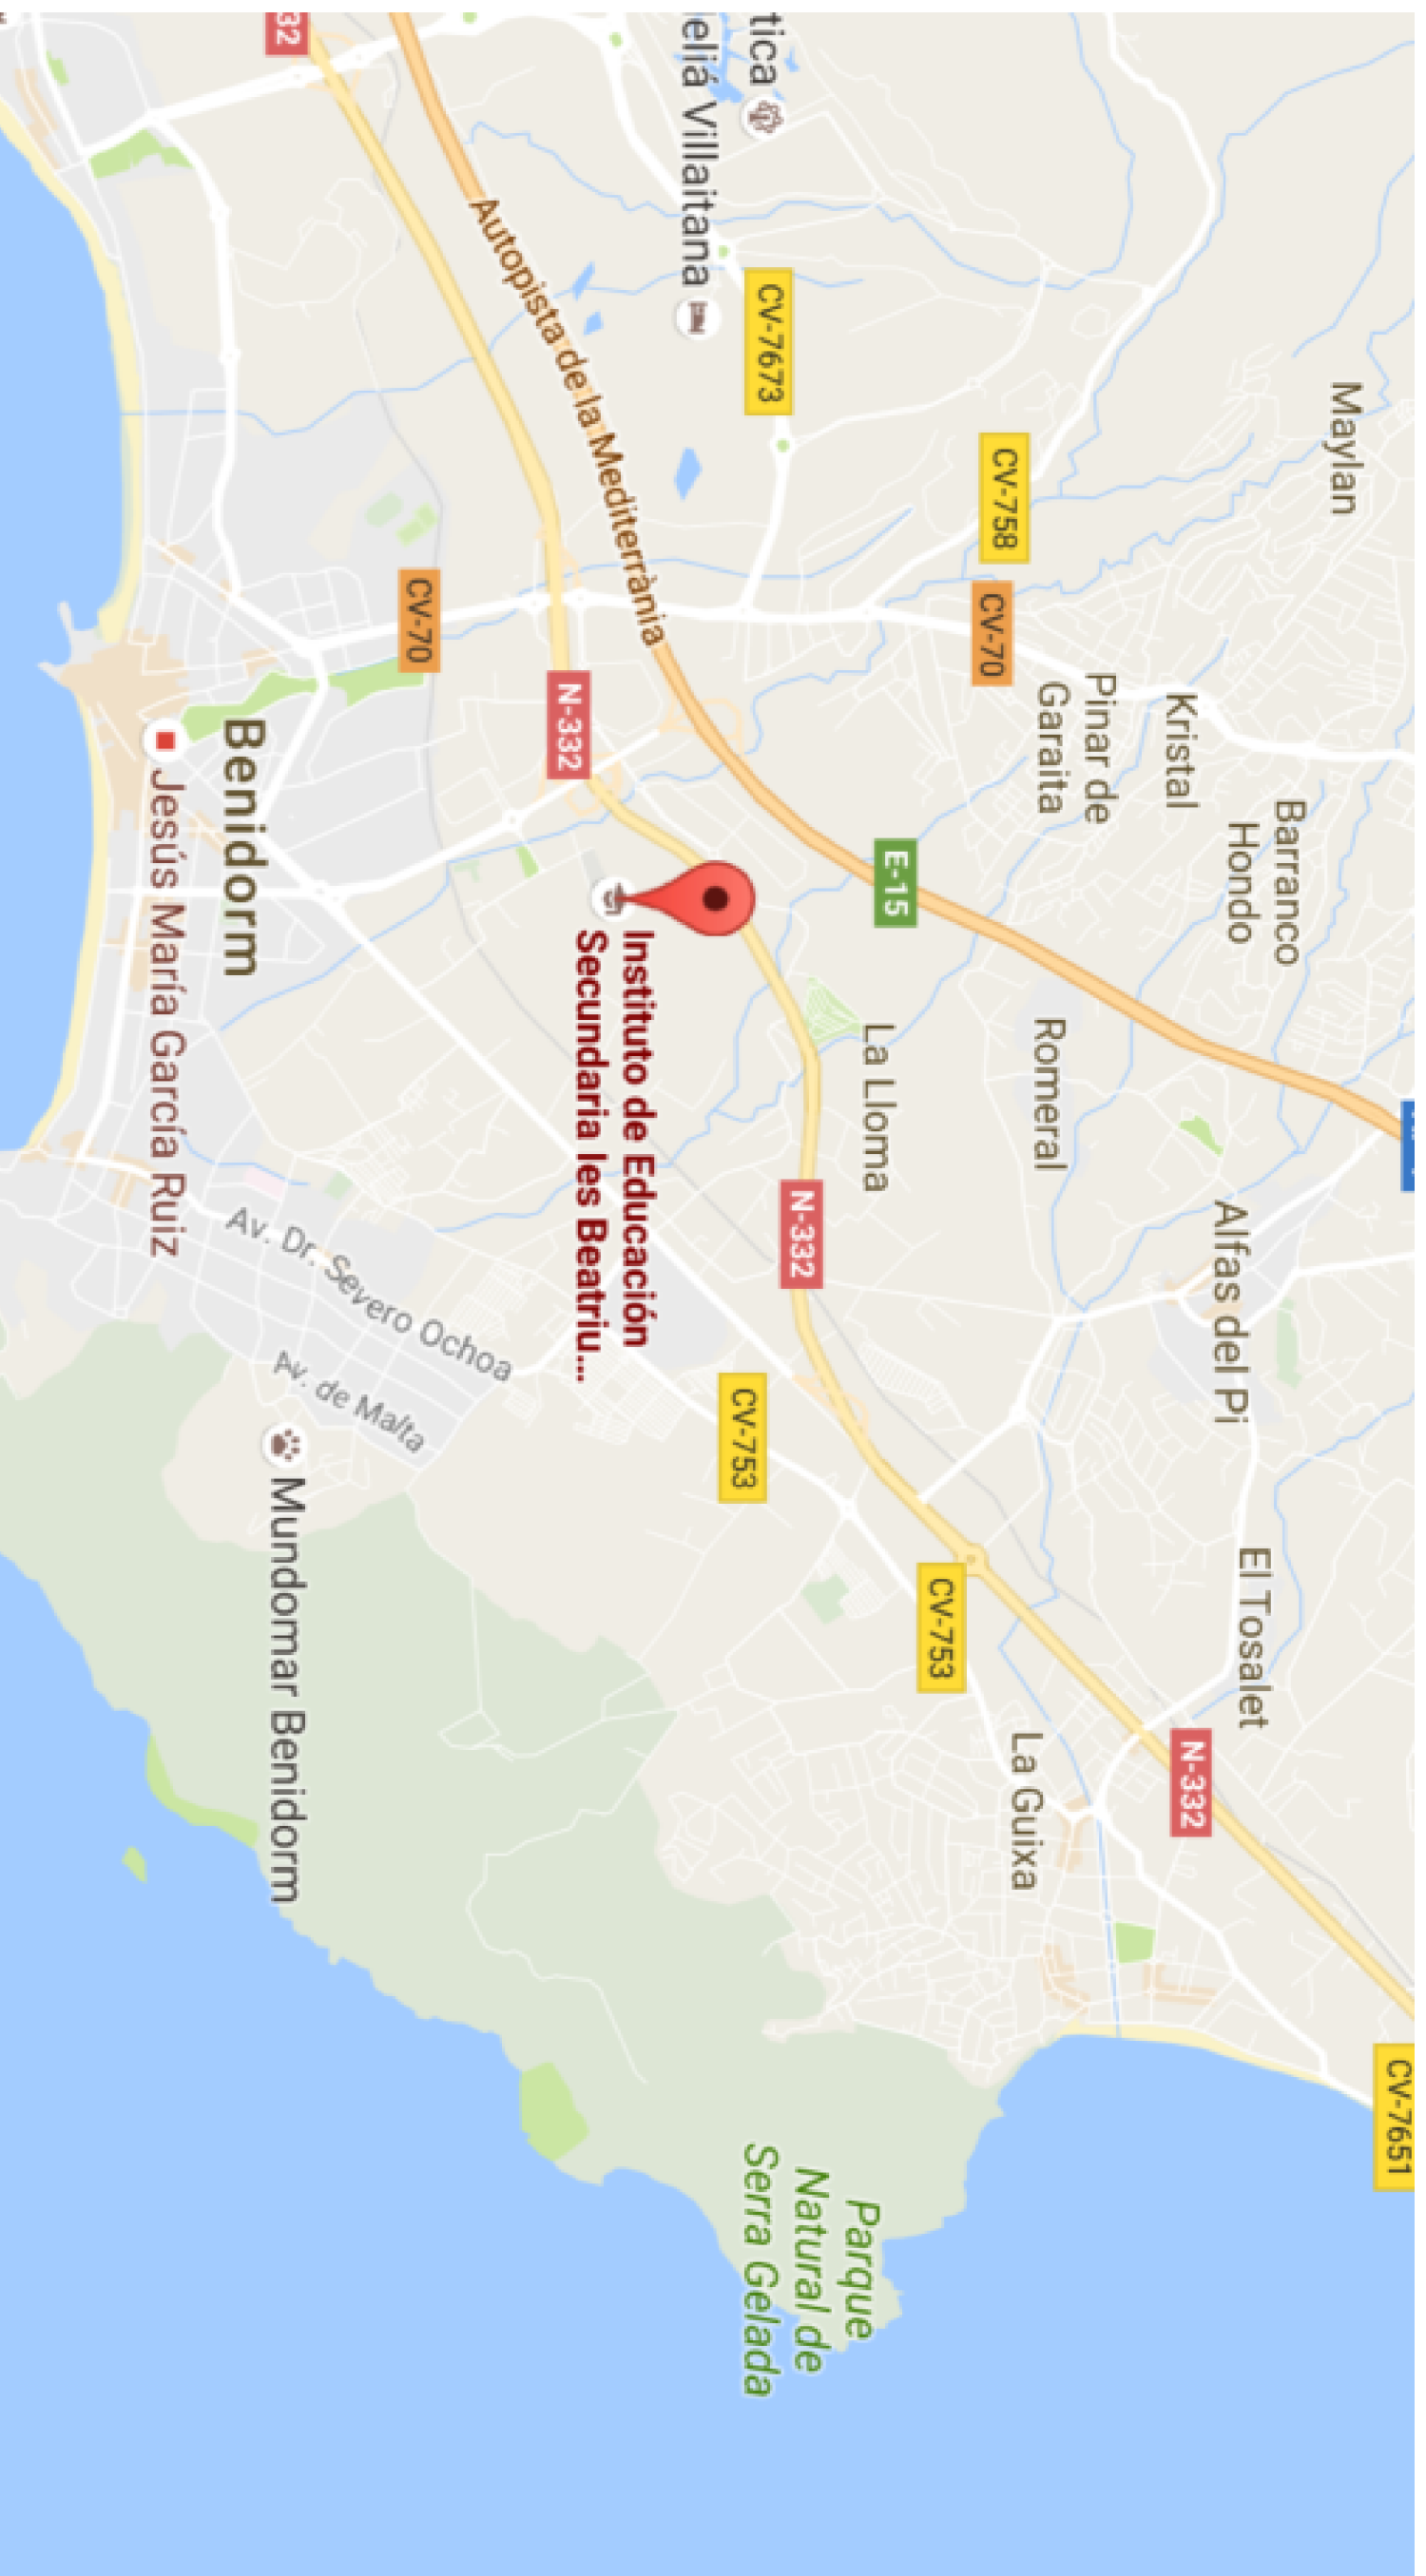 tica
eliá Villaitana
CV-7673
Maylan
CV-758
CV-70
Kristal
Pinar de
Garaita
Barranco
Hondo
32
Autopista de la Mediterrània
CV-70
N-332
E-15
Romeral
La Lloma
Alfas del Pi
N-332
Instituto de Educación
Secundaria Ies Beatriu...
Benidorm
Jesús María García Ruiz
Av. Dr. Severo Ochoa
Av. de Malta
CV-753
El Tosalet
CV-753
N-332
La Guixa
Mundomar Benidorm
CV-7651
Parque
Natural de
Serra Gelada